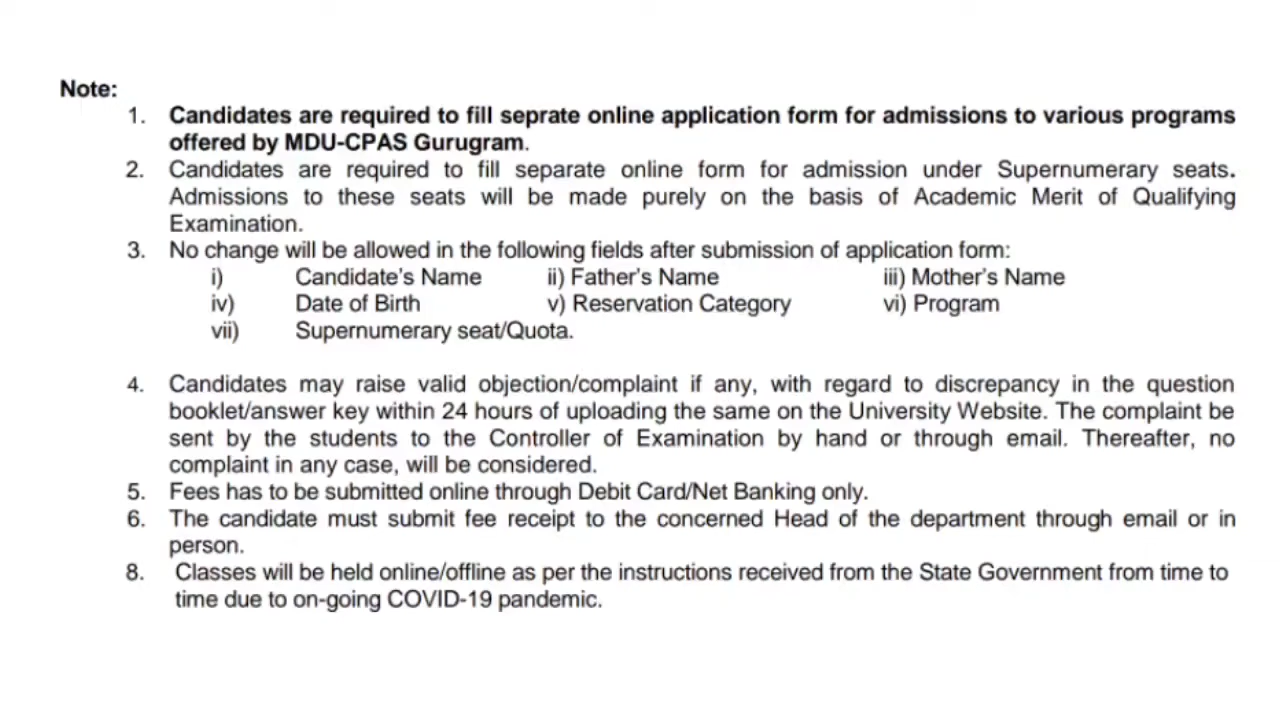 Note:
1. Candidates are required to fill seprate online application form for admissions to various programs
offered by MDU-CPAS Gurugram.
2. Candidates are required to fill separate online form for admission under Supernumerary seats.
Admissions to these seats will be made purely on the basis of Academic Merit of Qualifying
Examination.
3. No change will be allowed in the following fields after submission of application form:
i) Candidate's Name ii) Father's Name iii) Mother's Name
iv) Date of Birth v) Reservation Category vi) Program
vii) Supernumerary seat/Quota.
4. Candidates may raise valid objection/complaint if any, with regard to discrepancy in the question
booklet/answer key within 24 hours of uploading the same on the University Website. The complaint be
sent by the students to the Controller of Examination by hand or through email. Thereafter, no
complaint in any case, will be considered.
5. Fees has to be submitted online through Debit Card/Net Banking only.
6. The candidate must submit fee receipt to the concerned Head of the department through email or in
person.
8. Classes will be held online/offline as per the instructions received from the State Government from time to
time due to on-going COVID-19 pandemic.